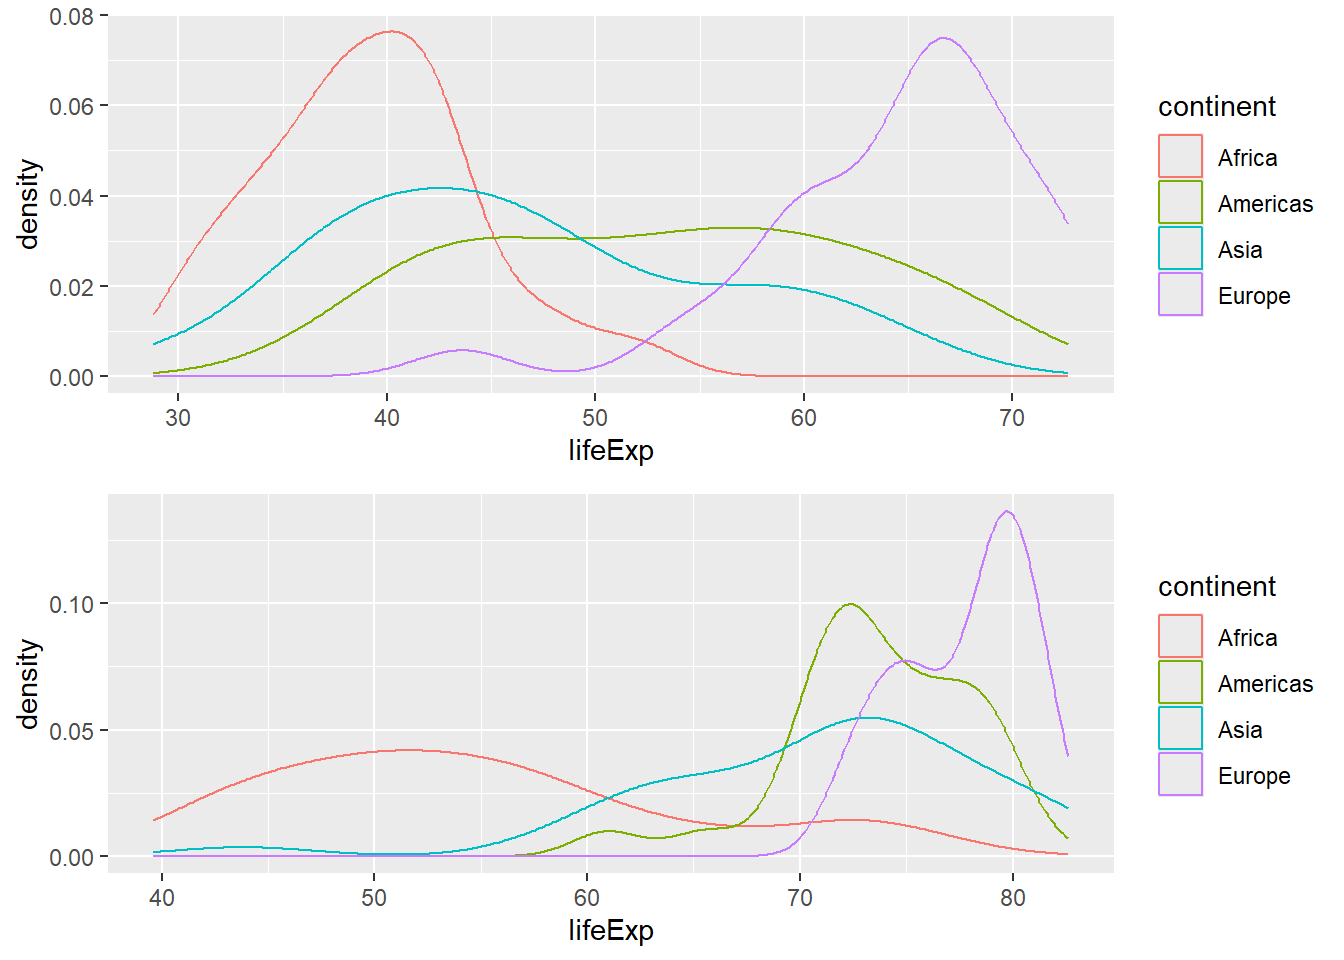 density
0.08
0.06
0.04
0.02
0.00
30 40 50 60 70
lifeExp
continent
Africa
Americas
Asia
Europe
density
0.10
0.05
0.00
40 50 60 70 80
lifeExp
continent
Africa
Americas
Asia
Europe